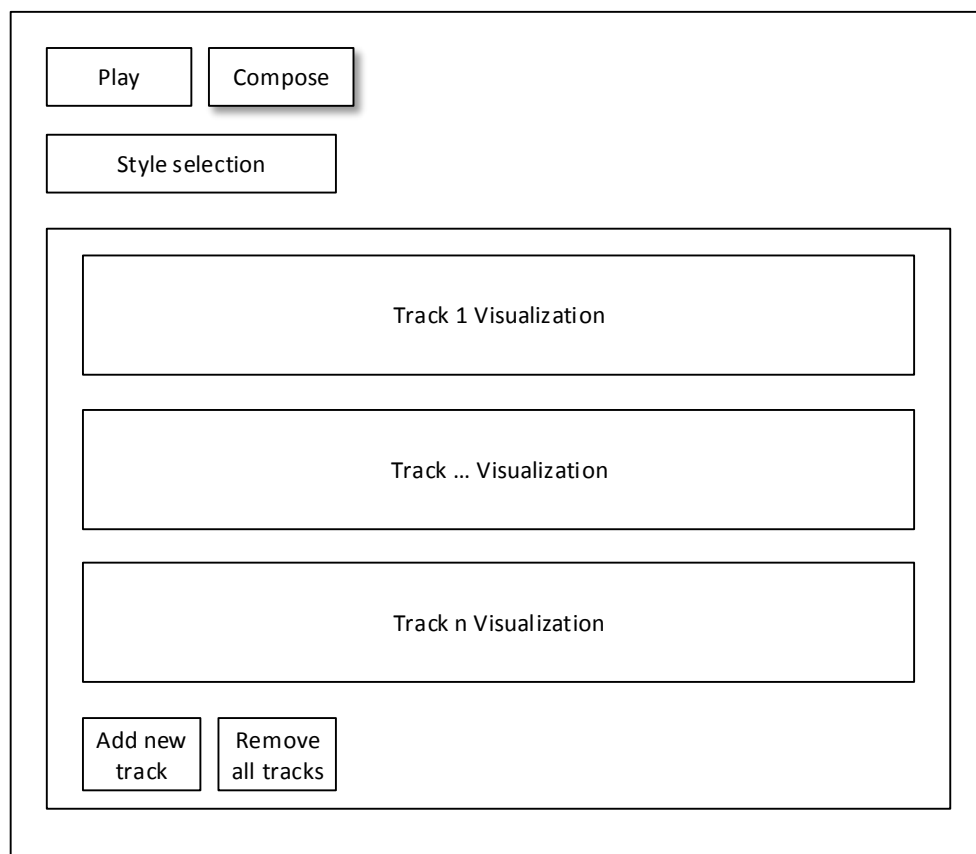 Play
Compose
Style selection
Track 1 Visualization
Track ... Visualization
Track n Visualization
Add new
track
Remove
all tracks